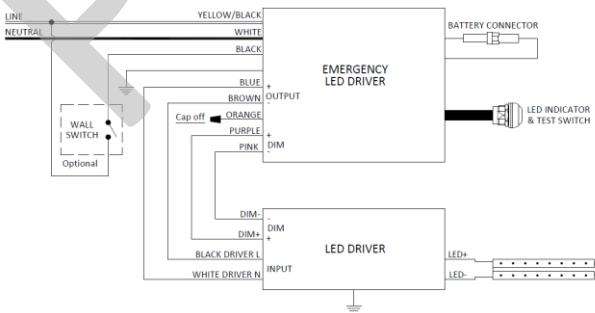 LINE
YELLOW/BLACK
NEUTRAL
WHITE
BLACK
BATTERY CONNECTOR
EMERGENCY
LED DRIVER
BLUE
+
OUTPUT
BROWN
-
Cap off
ORANGE
PURPLE
+
DIM
PINK
-
LED INDICATOR
& TEST SWITCH
WALL
SWITCH
Optional
DIM-
-
DIM
DIM+
+
LED DRIVER
BLACK DRIVER L
INPUT
WHITE DRIVER N
LED+
LED-